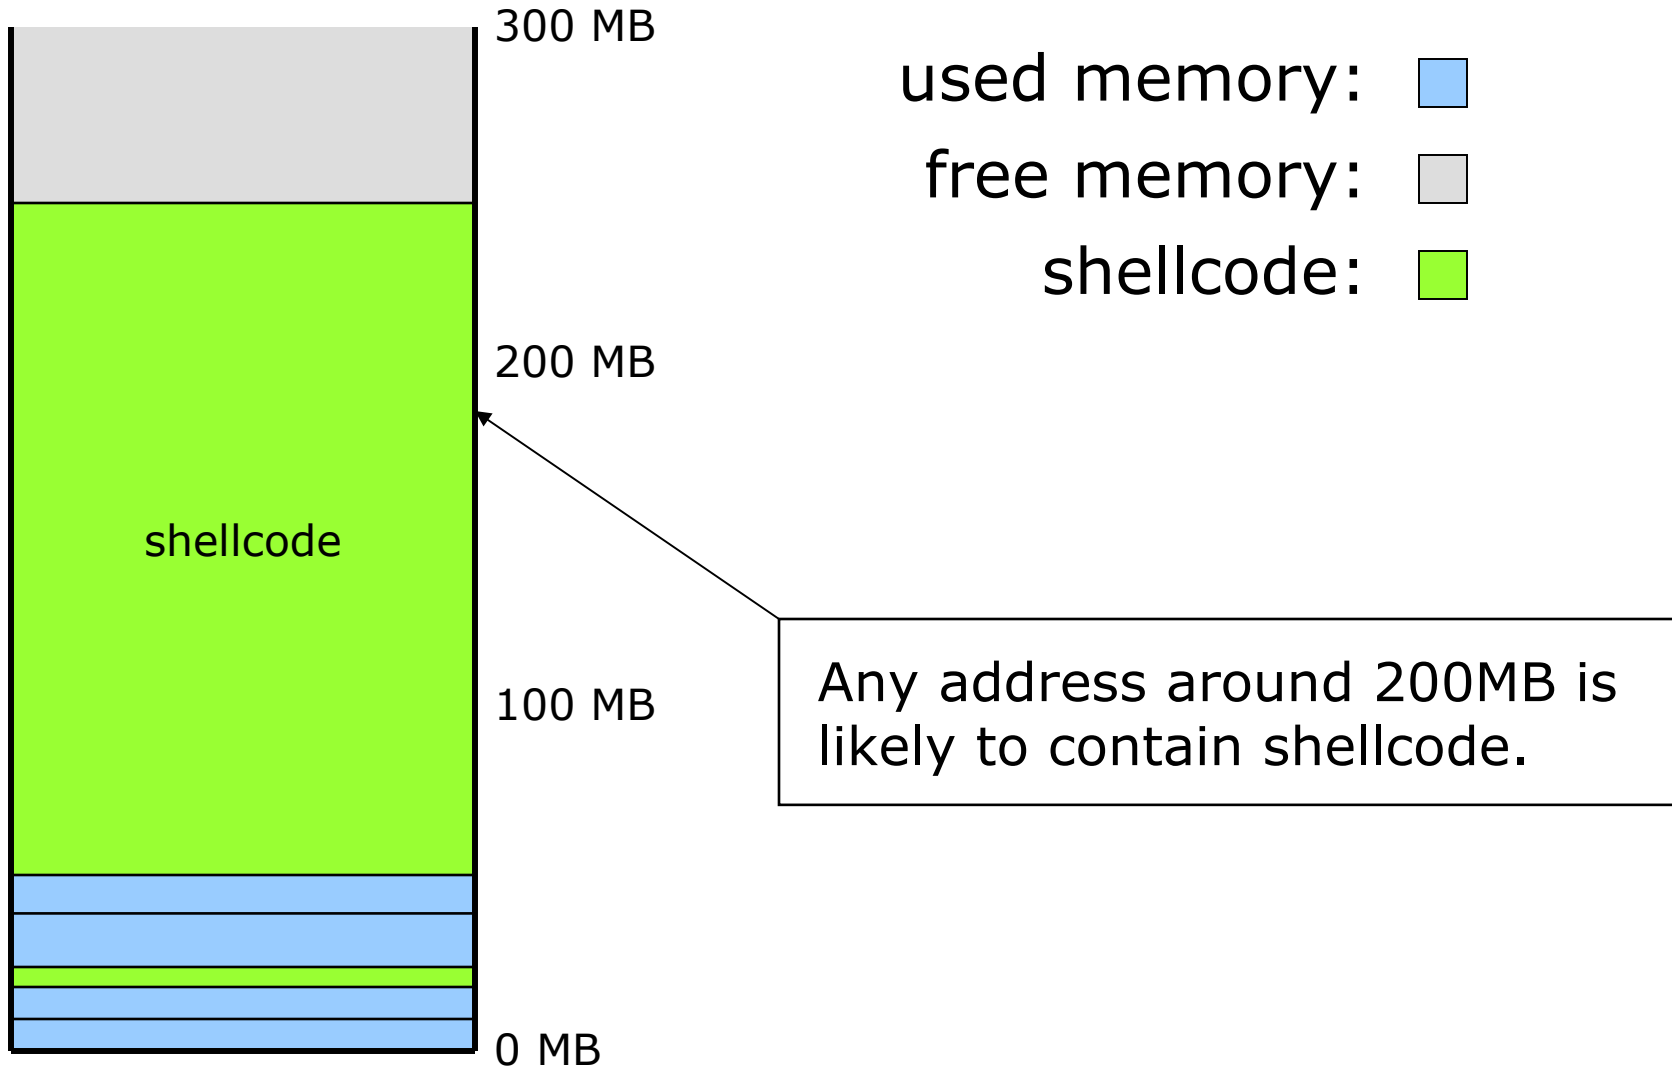 300 MB
used memory:
free memory:
shellcode:
200 MB
shellcode
100 MB
Any address around 200MB is
likely to contain shellcode.
0 MB